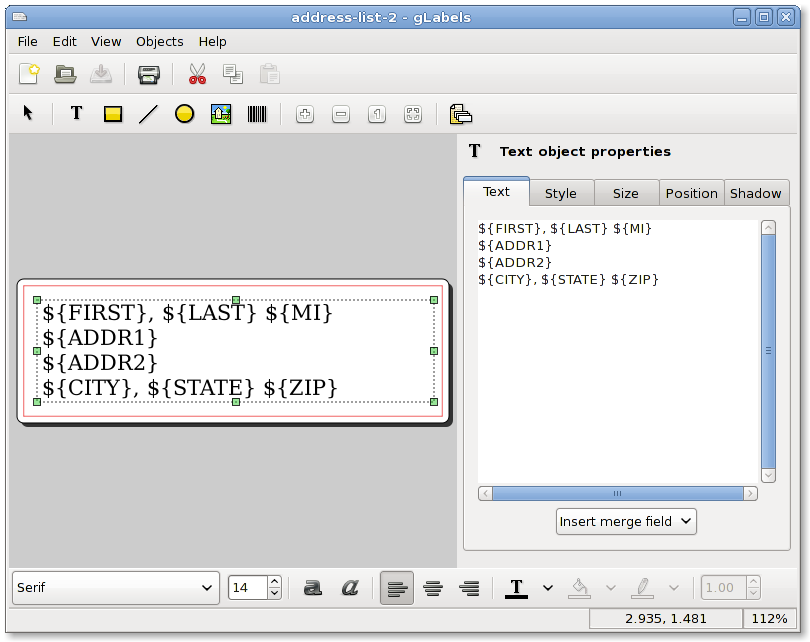 address-list-2 - gLabels
File Edit View Objects Help
T
1
T Text object properties
Text Style Size Position Shadow
${FIRST}, ${LAST} ${MI}
${ADDR1}
${ADDR2}
${CITY}, ${STATE} ${ZIP}
${FIRST}, ${LAST} ${MI}
${ADDR1}
${ADDR2}
${CITY}, ${STATE} ${ZIP}
Insert merge field
Serif 14 a a T 1.00
2.935, 1.481 112%